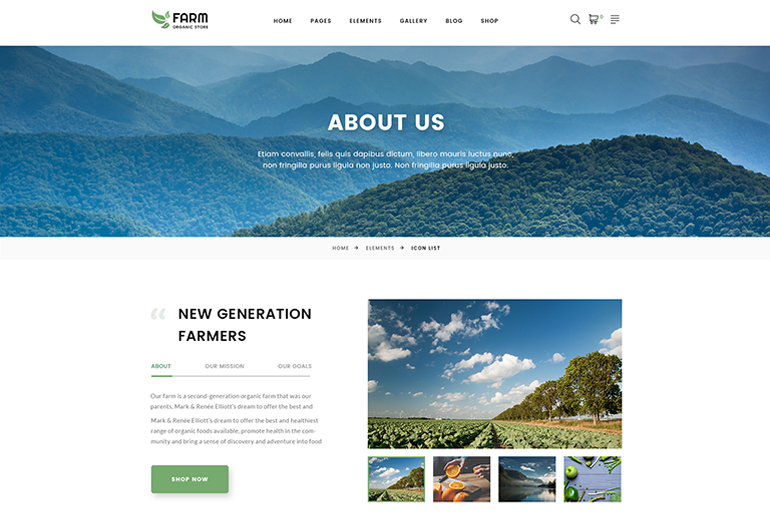 FARM
ORGANIC STORE
HOME PAGES ELEMENTS GALLERY BLOG SHOP
0
ABOUT US
Etiam convallis, felis quis dapibus dictum, libero mauris luctus nunc,
non fringilla purus ligula non justo. Non fringilla purus ligula justo.
HOME → ELEMENTS → ICON LIST
“ NEW GENERATION
FARMERS
ABOUT OUR MISSION OUR GOALS
Our farm is a second-generation organic farm that was our
parents, Mark & Renée Elliott's dream to offer the best and
Mark & Renée Elliott's dream to offer the best and healthiest
range of organic foods available, promote health in the com-
munity and bring a sense of discovery and adventure into food
SHOP NOW